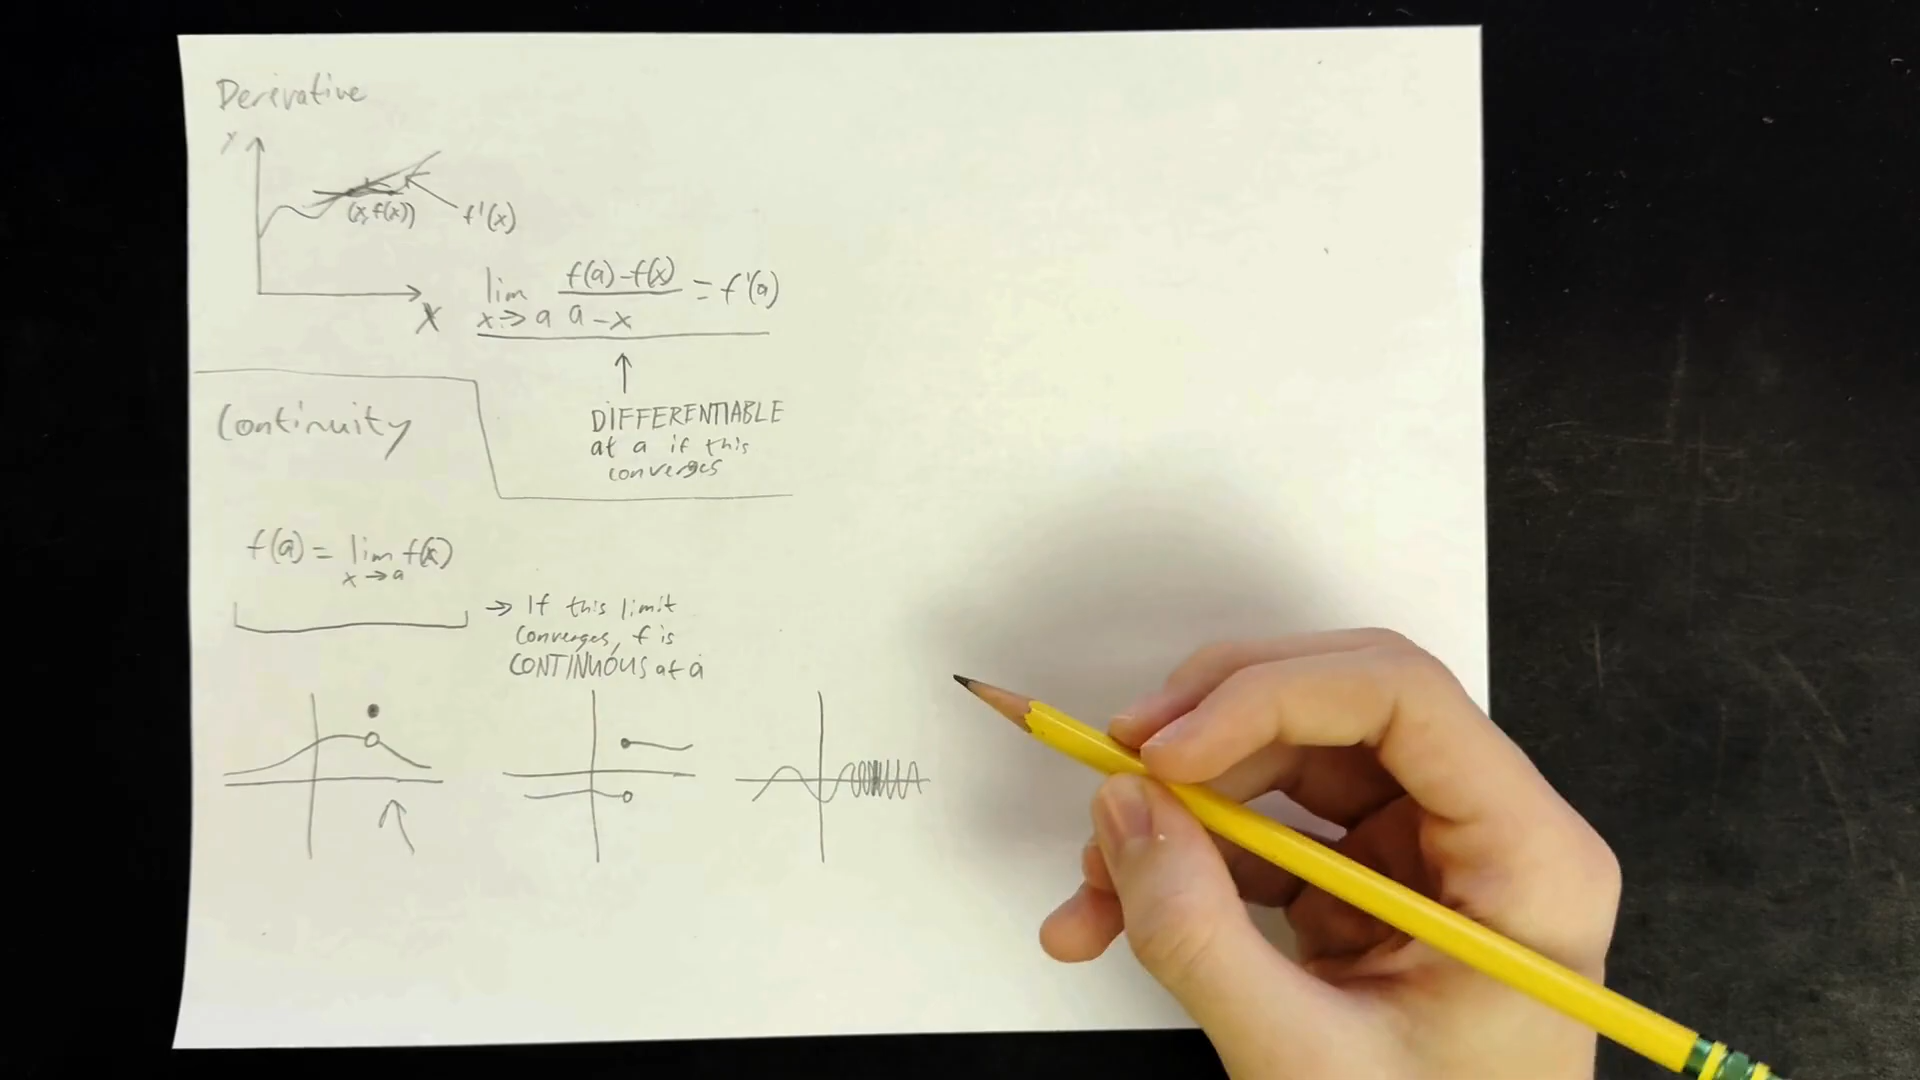 Derivative
Y
(x, f(x))
f'(x)
X
lim f(a)-f(x) = f'(a)
x→a a-x
↑
DIFFERENTIABLE
at a if this
converges
Continuity
f(a) = lim f(x)
x→a
→ If this limit
converges, f is
CONTINUOUS at a